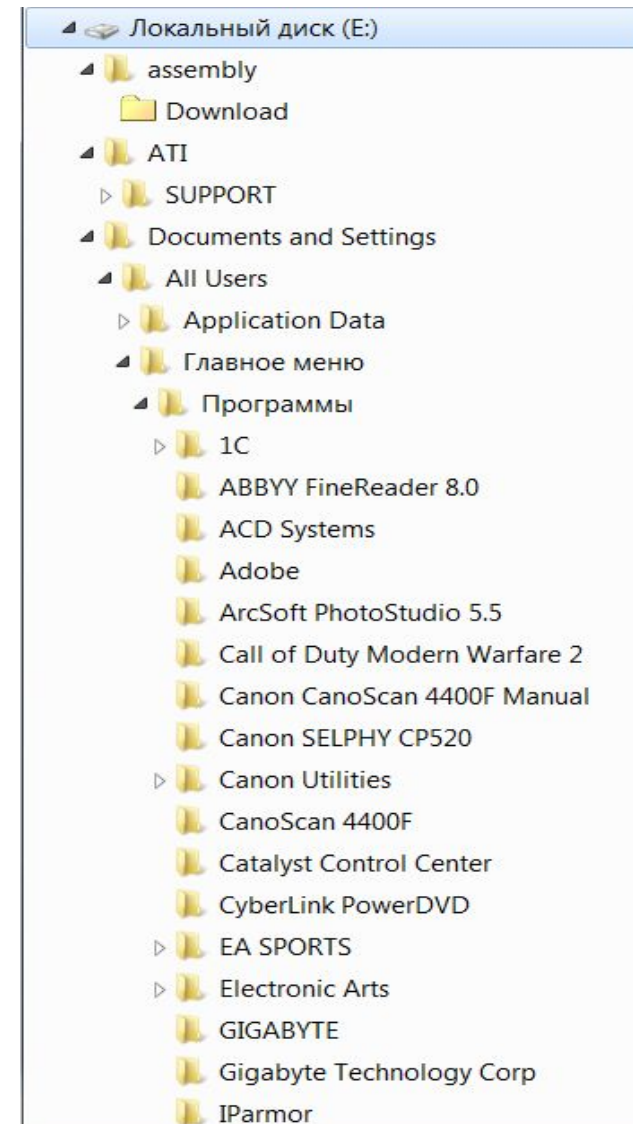 Локальный диск (E:)
assembly
Download
ATI
SUPPORT
Documents and Settings
All Users
Application Data
Главное меню
Программы
1C
ABBYY FineReader 8.0
ACD Systems
Adobe
ArcSoft PhotoStudio 5.5
Call of Duty Modern Warfare 2
Canon CanoScan 4400F Manual
Canon SELPHY CP520
Canon Utilities
CanoScan 4400F
Catalyst Control Center
CyberLink PowerDVD
EA SPORTS
Electronic Arts
GIGABYTE
Gigabyte Technology Corp
IParmor